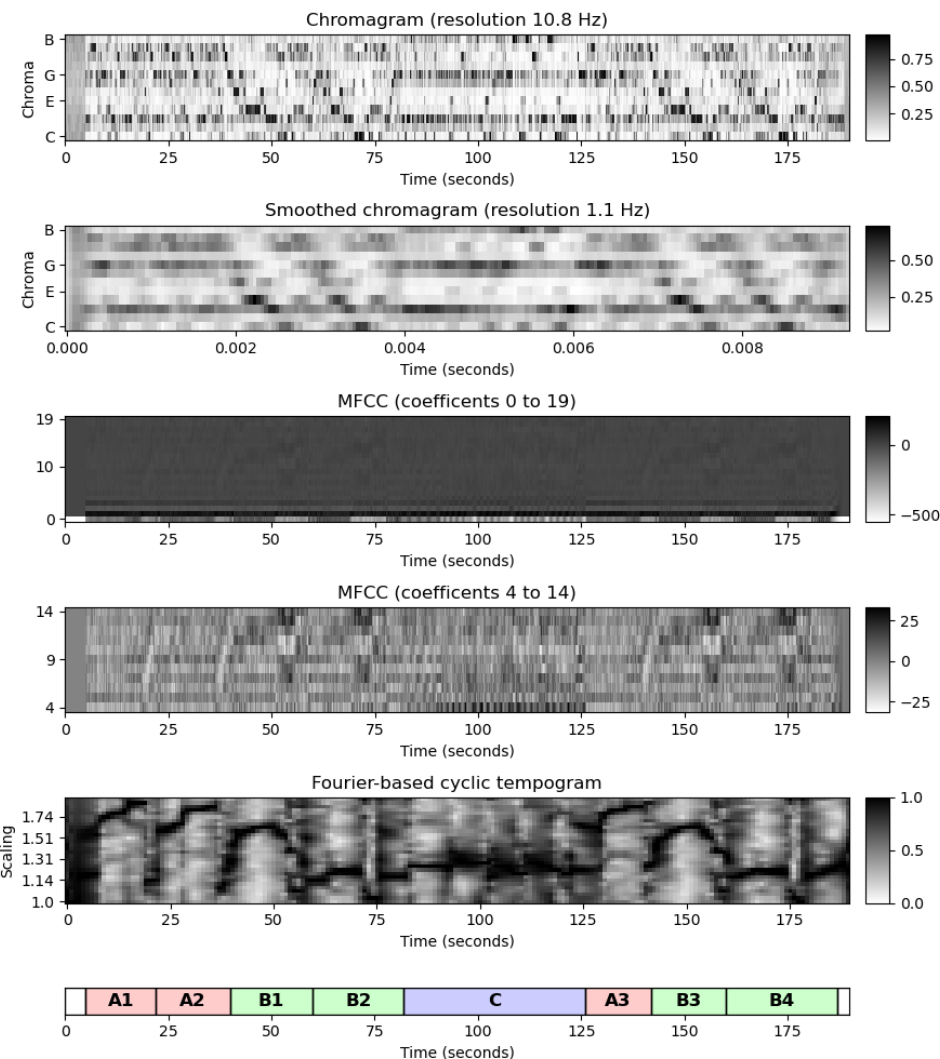 Chromagram (resolution 10.8 Hz)
B
G
E
C
Chroma
0 25 50 75 100 125 150 175
Time (seconds)
0.75
0.50
0.25
Smoothed chromagram (resolution 1.1 Hz)
B
G
E
C
Chroma
0.000 0.002 0.004 0.006 0.008
Time (seconds)
0.50
0.25
MFCC (coefficents 0 to 19)
19
10
0
0 25 50 75 100 125 150 175
Time (seconds)
0
−500
MFCC (coefficents 4 to 14)
14
9
4
0 25 50 75 100 125 150 175
Time (seconds)
25
0
−25
Fourier-based cyclic tempogram
1.74
1.51
1.31
1.14
1.0
Scaling
0 25 50 75 100 125 150 175
Time (seconds)
1.0
0.5
0.0
A1 A2 B1 B2 C A3 B3 B4
0 25 50 75 100 125 150 175
Time (seconds)